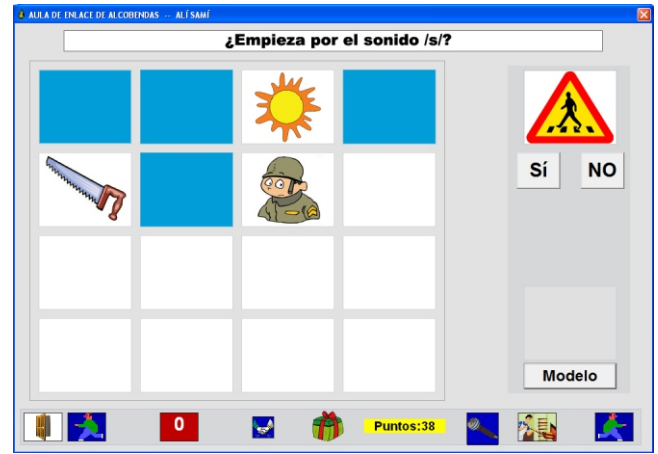 AULA DE ENLACE DE ALCOBENDAS -- ALÍ SAMÍ
¿Empieza por el sonido /s/?
Sí NO
Modelo
0 Puntos:38